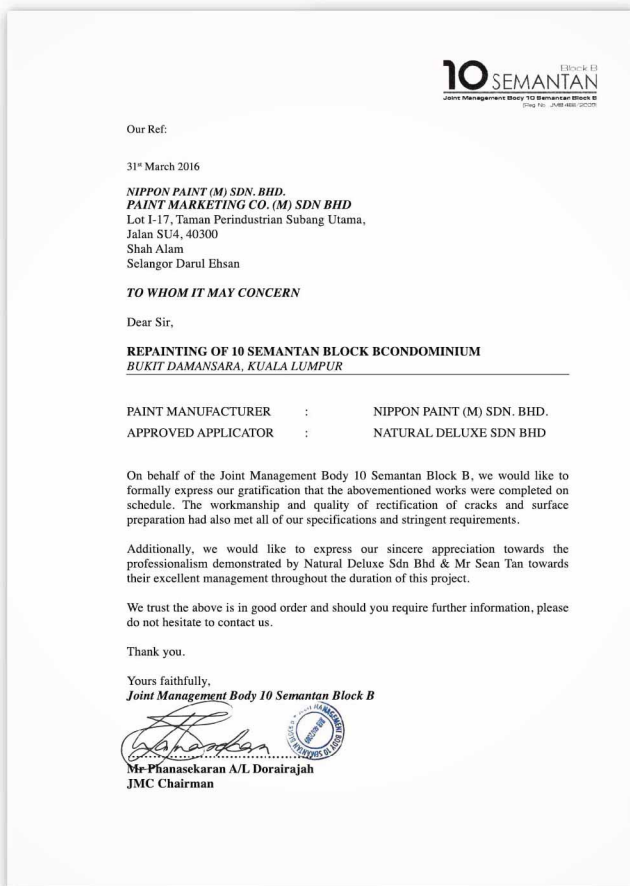 Block B
10 SEMANTAN
Joint Management Body 10 Semantan Block B
Our Ref:
31st March 2016
NIPPON PAINT (M) SDN. BHD.
PAINT MARKETING CO. (M) SDN BHD
Lot I-17, Taman Perindustrian Subang Utama,
Jalan SU4, 40300
Shah Alam
Selangor Darul Ehsan
TO WHOM IT MAY CONCERN
Dear Sir,
REPAINTING OF 10 SEMANTAN BLOCK BCONDOMINIUM
BUKIT DAMANSARA, KUALA LUMPUR
PAINT MANUFACTURER : NIPPON PAINT (M) SDN. BHD.
APPROVED APPLICATOR : NATURAL DELUXE SDN BHD
On behalf of the Joint Management Body 10 Semantan Block B, we would like to
formally express our gratification that the abovementioned works were completed on
schedule. The workmanship and quality of rectification of cracks and surface
preparation had also met all of our specifications and stringent requirements.
Additionally, we would like to express our sincere appreciation towards the
professionalism demonstrated by Natural Deluxe Sdn Bhd & Mr Sean Tan towards
their excellent management throughout the duration of this project.
We trust the above is in good order and should you require further information, please
do not hesitate to contact us.
Thank you.
Yours faithfully,
Joint Management Body 10 Semantan Block B
Mr Phanasekaran A/L Dorairajah
JMC Chairman